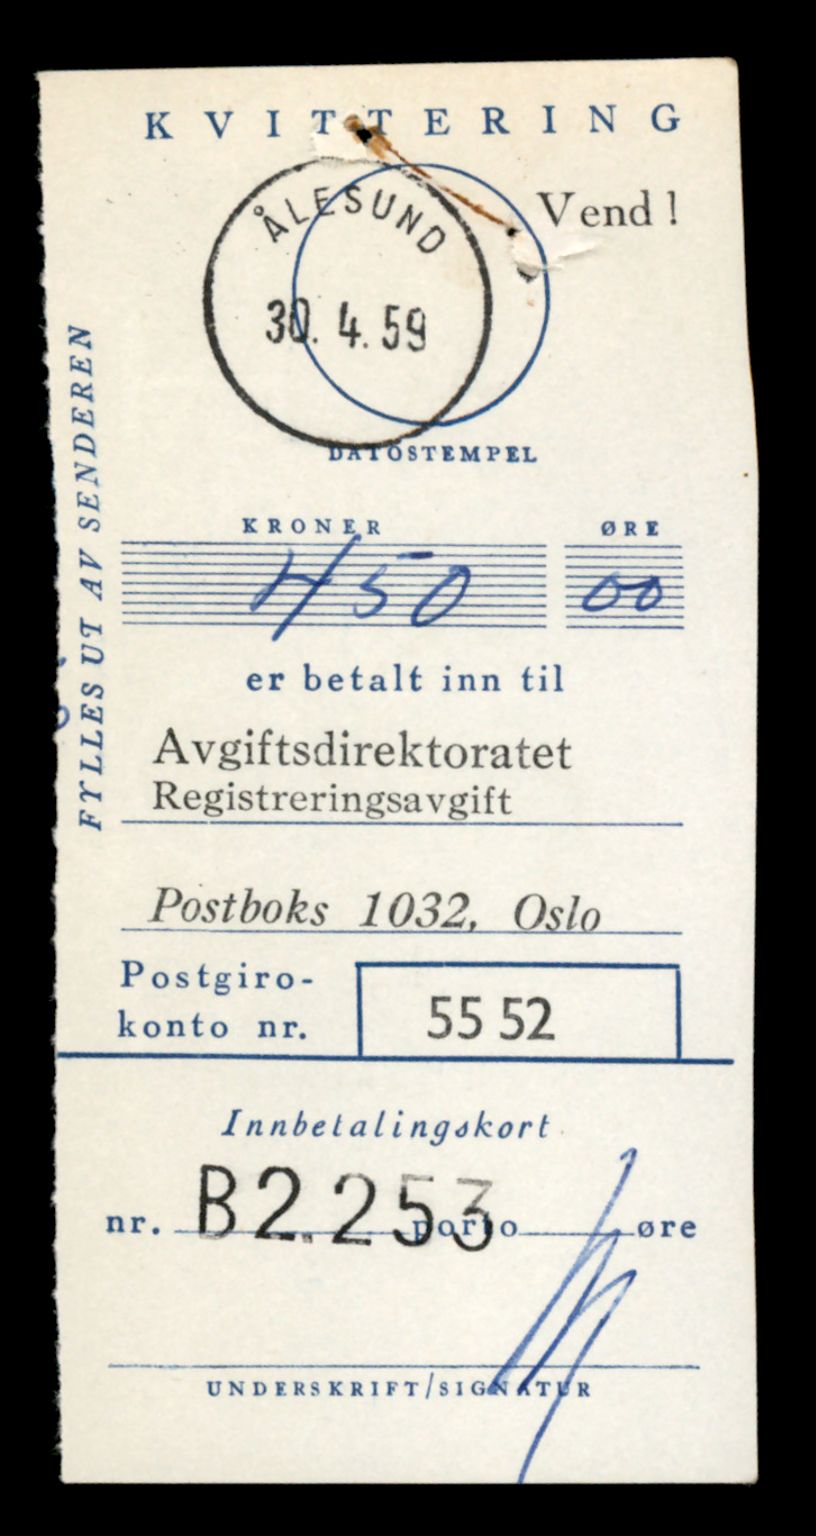 KVITTERING
Vend!
ÅLESUND
30. 4. 59
DATOSTEMPEL
FYLLES UT AV SENDEREN
KRONER ØRE
450 00
er betalt inn til
Avgiftsdirektoratet
Registreringsavgift
Postboks 1032, Oslo
Postgiro-
konto nr. 55 52
Innbetalingskort
nr. B2.253 porto øre
UNDERSKRIFT/SIGNATUR